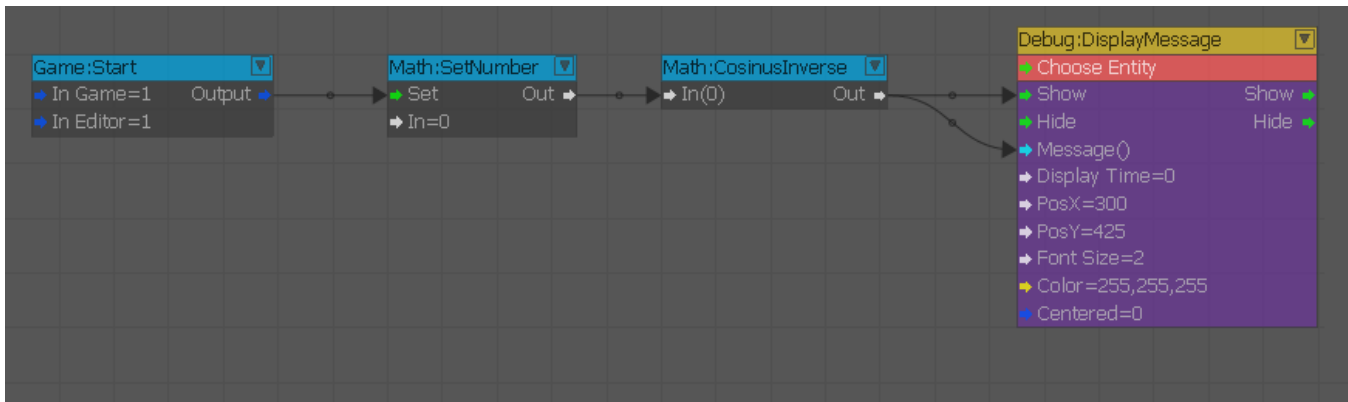 Game:Start
In Game=1 Output
In Editor=1
Math:SetNumber
Set Out
In=0
Math:CosinusInverse
In(0) Out
Debug:DisplayMessage
Choose Entity
Show Show
Hide Hide
Message()
Display Time=0
PosX=300
PosY=425
Font Size=2
Color=255,255,255
Centered=0